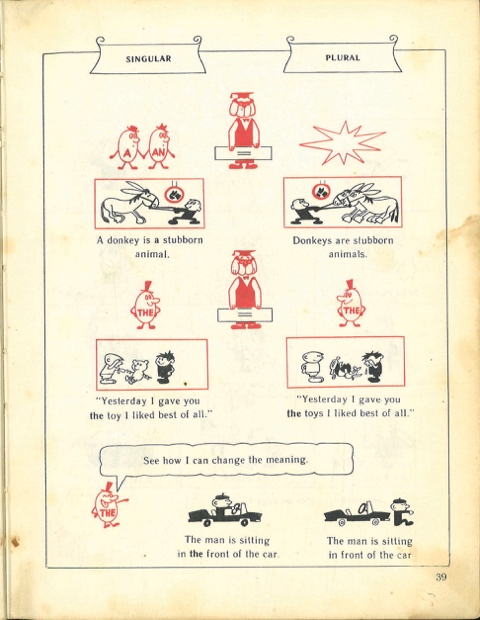 SINGULAR
PLURAL
A AN
A donkey is a stubborn
animal.
Donkeys are stubborn
animals.
THE
THE
"Yesterday I gave you
the toy I liked best of all."
"Yesterday I gave you
the toys I liked best of all."
See how I can change the meaning.
THE
The man is sitting
in the front of the car.
The man is sitting
in front of the car
39